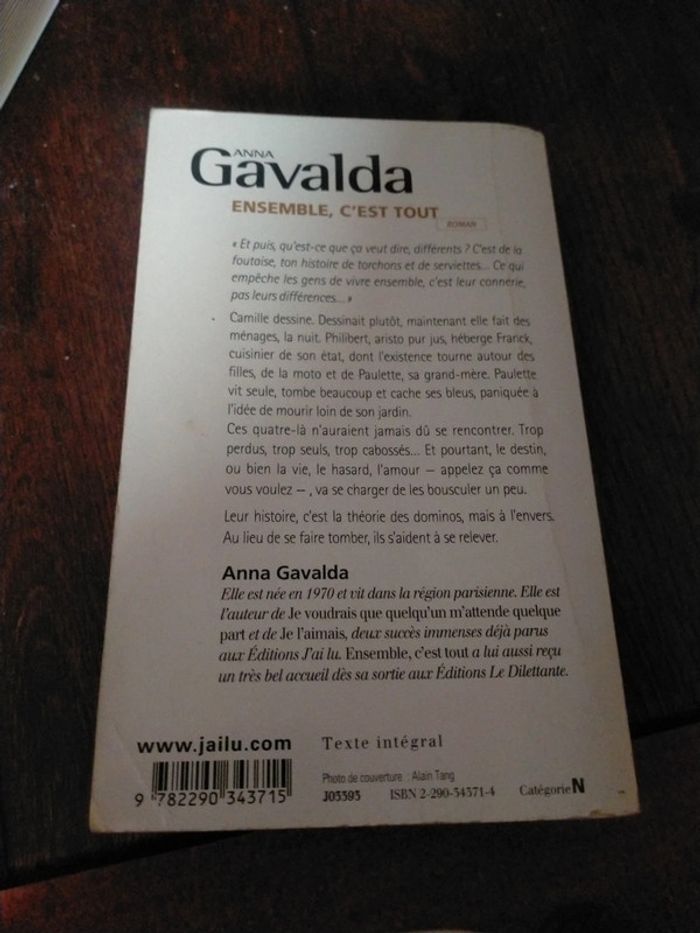 ANNA
Gavalda
ENSEMBLE, C'EST TOUT
ROMAN
« Et puis, qu'est-ce que ça veut dire, différents ? C'est de la
foutaise, ton histoire de torchons et de serviettes... Ce qui
empêche les gens de vivre ensemble, c'est leur connerie,
pas leurs différences... »
Camille dessine. Dessinait plutôt, maintenant elle fait des
ménages, la nuit. Philibert, aristo pur jus, héberge Franck,
cuisinier de son état, dont l'existence tourne autour des
filles, de la moto et de Paulette, sa grand-mère. Paulette
vit seule, tombe beaucoup et cache ses bleus, paniquée à
l'idée de mourir loin de son jardin.
Ces quatre-là n'auraient jamais dû se rencontrer. Trop
perdus, trop seuls, trop cabossés... Et pourtant, le destin,
ou bien la vie, le hasard, l'amour – appelez ça comme
vous voulez –, va se charger de les bousculer un peu.
Leur histoire, c'est la théorie des dominos, mais à l'envers.
Au lieu de se faire tomber, ils s'aident à se relever.
Anna Gavalda
Elle est née en 1970 et vit dans la région parisienne. Elle est
l'auteur de Je voudrais que quelqu'un m'attende quelque
part et de Je l'aimais, deux succès immenses déjà parus
aux Éditions J'ai lu. Ensemble, c'est tout a lui aussi reçu
un très bel accueil dès sa sortie aux Éditions Le Dilettante.
www.jailu.com
Texte intégral
Photo de couverture : Alain Tang
9 782290 343715
J03393 ISBN 2-290-34371-4 Catégorie N